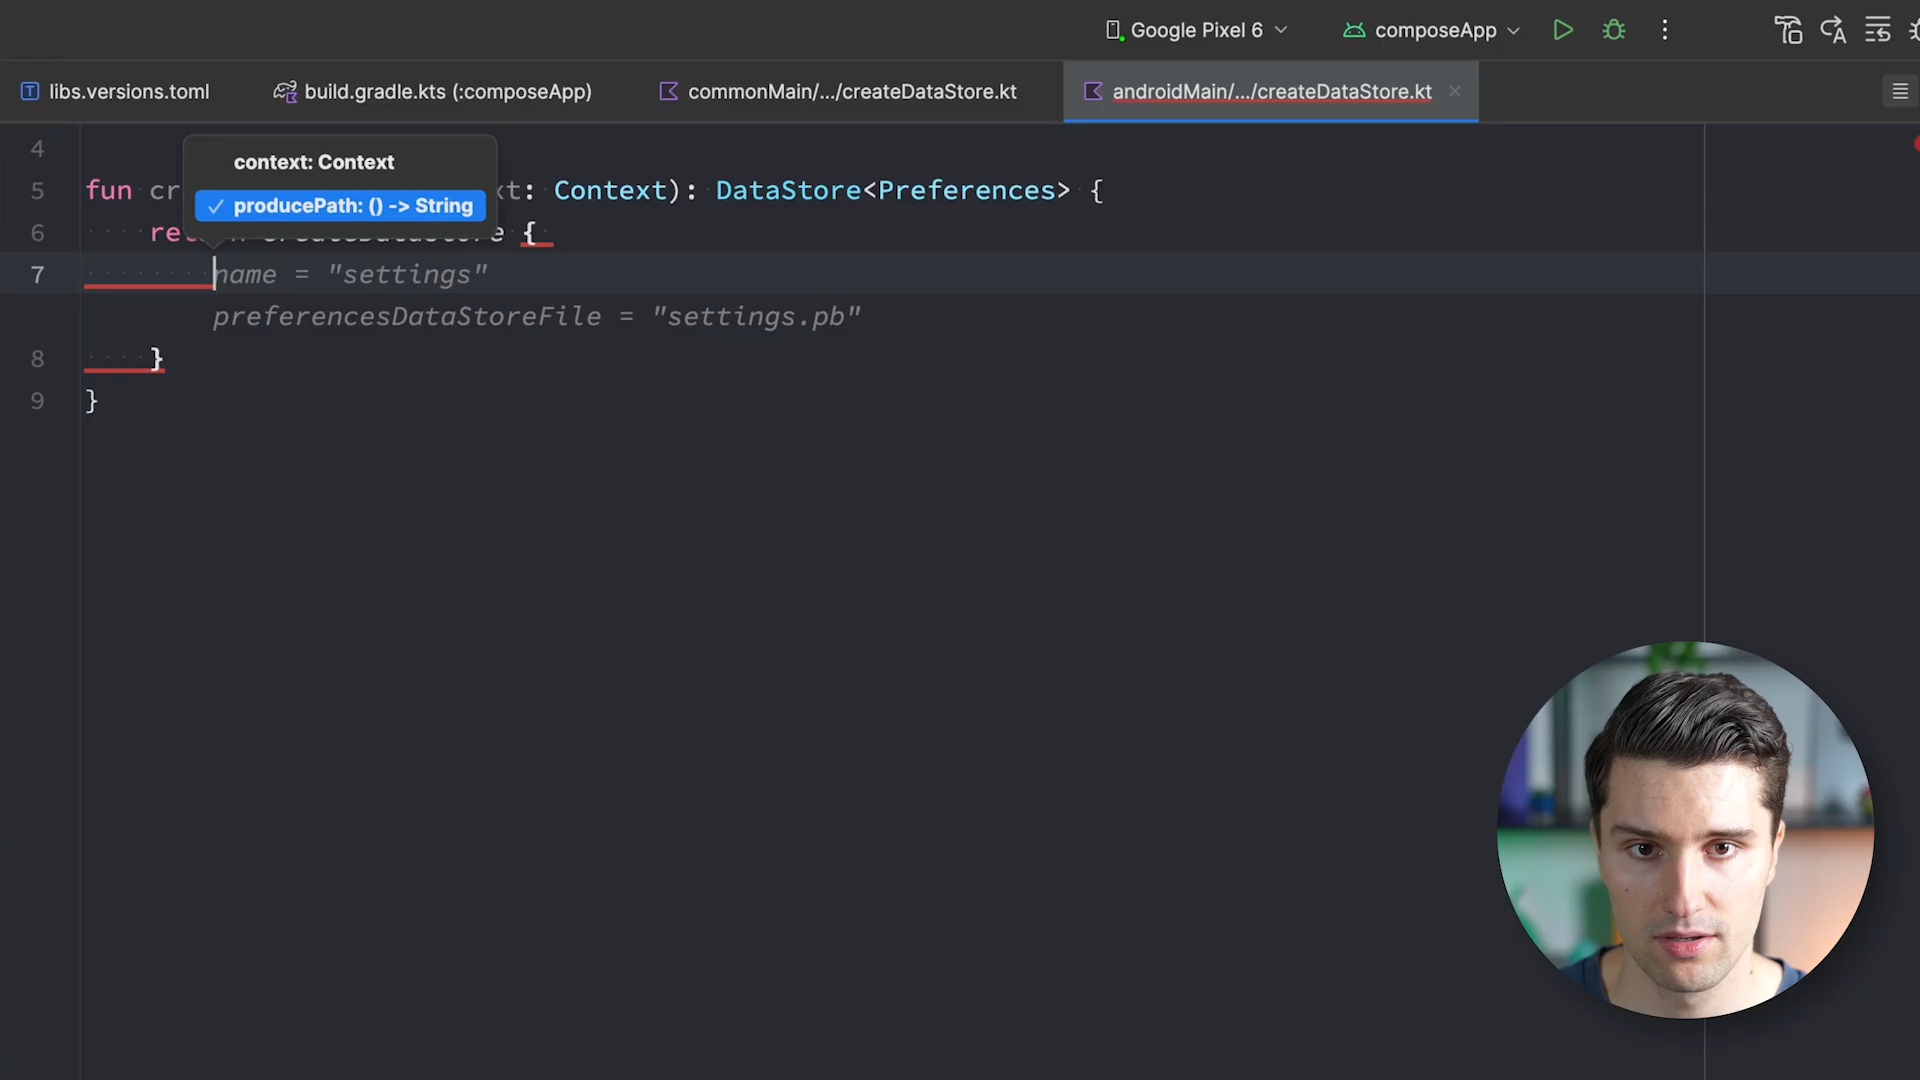 Google Pixel 6
composeApp
libs.versions.toml
build.gradle.kts (:composeApp)
commonMain/.../createDataStore.kt
androidMain/.../createDataStore.kt
context: Context
producePath: () -> String
4
5 fun cr xt: Context): DataStore<Preferences> {
6 {
7 name = "settings"
preferencesDataStoreFile = "settings.pb"
8 }
9 }